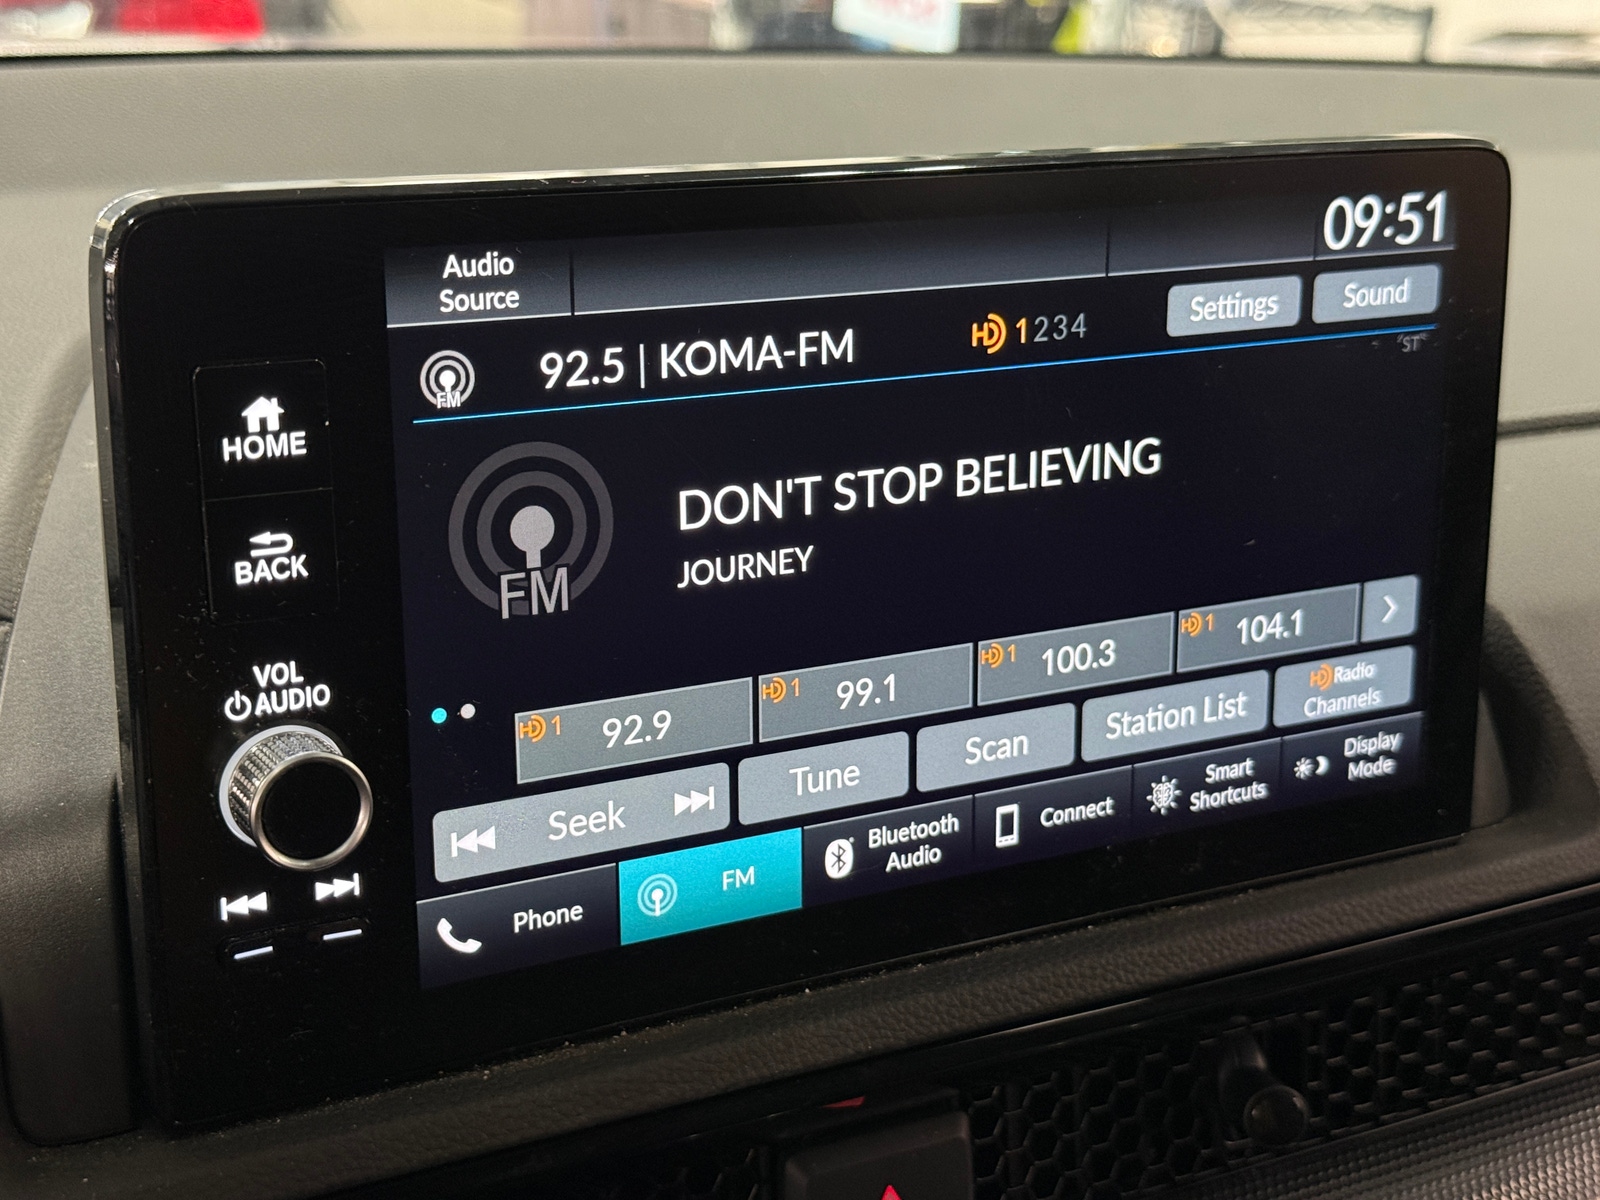 09:51
Audio
Source
Settings
Sound
FM
92.5 | KOMA-FM
HD 1234
ST
HOME
DON'T STOP BELIEVING
JOURNEY
FM
BACK
VOL
AUDIO
HD 1 92.9
HD 1 99.1
HD 1 100.3
HD 1 104.1
Seek
Tune
Scan
Station List
HD Radio
Channels
Phone
FM
Bluetooth
Audio
Connect
Smart
Shortcuts
Display
Mode